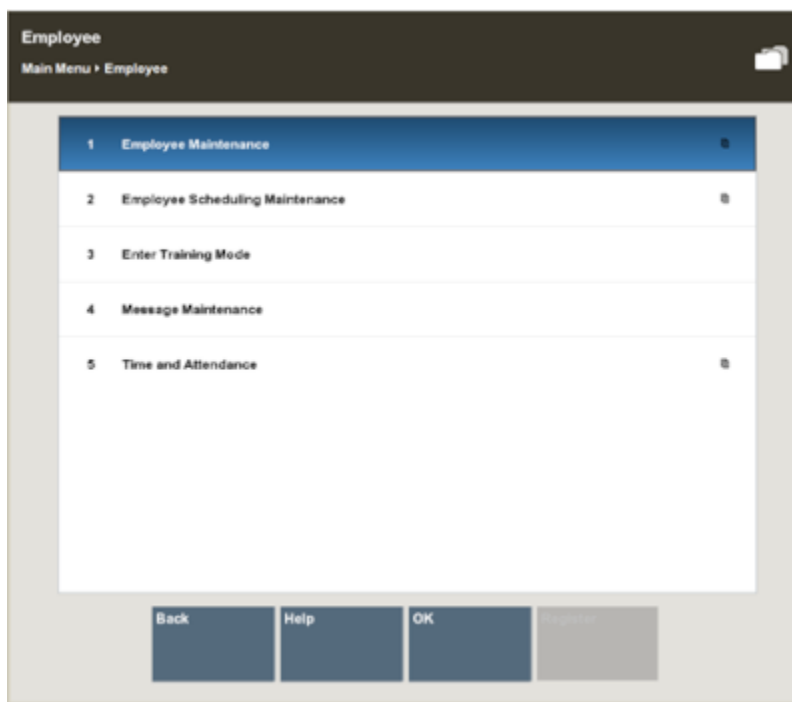 Employee
Main Menu ▸ Employee
1 Employee Maintenance
2 Employee Scheduling Maintenance
3 Enter Training Mode
4 Message Maintenance
5 Time and Attendance
Back Help OK Register